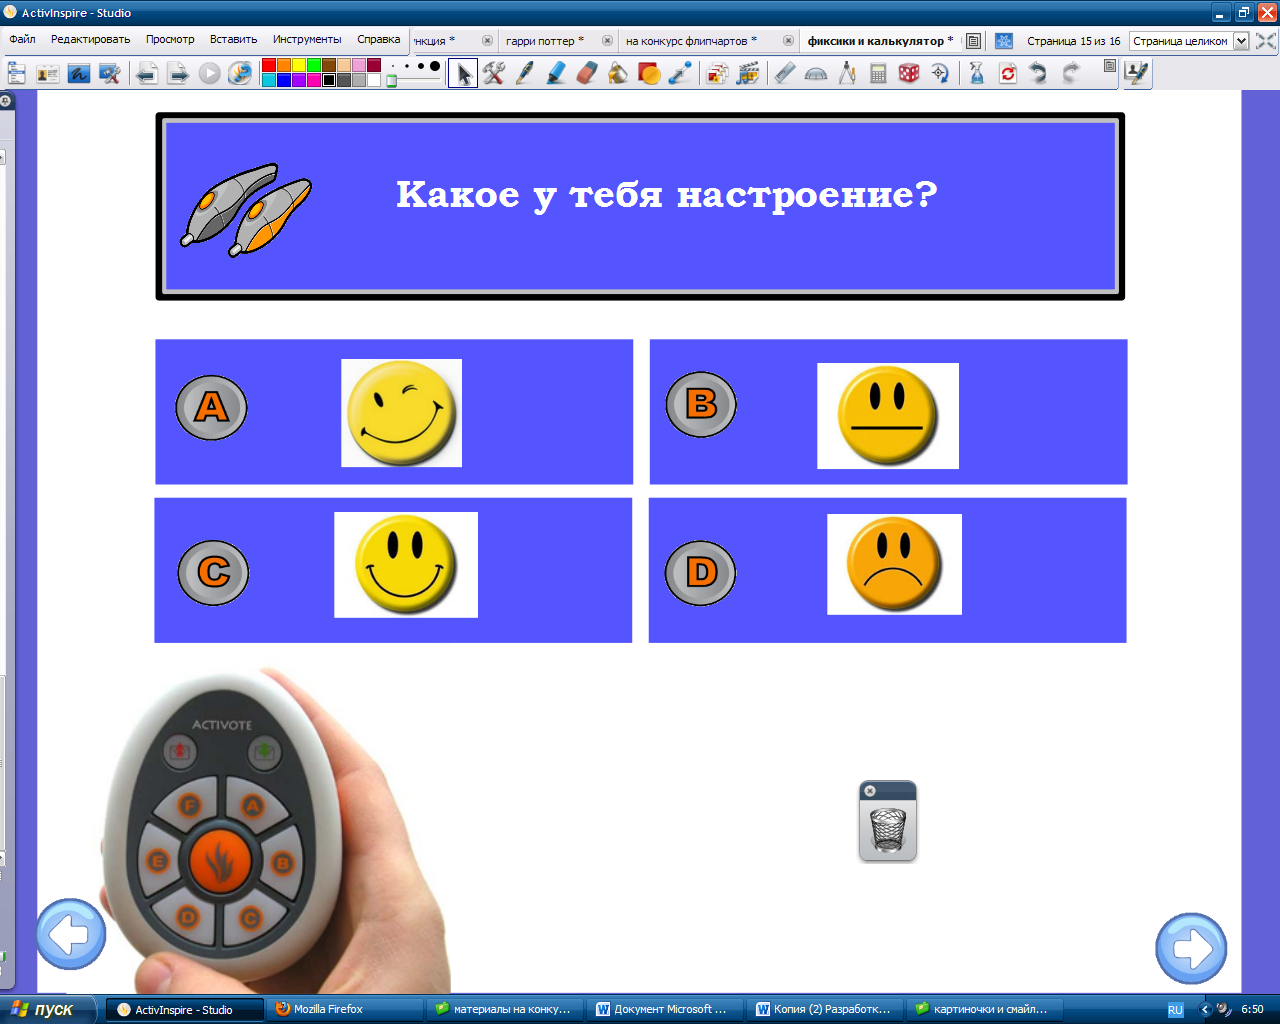 ActivInspire - Studio
Файл Редактировать Просмотр Вставить Инструменты Справка
нкция *
гарри поттер *
на конкурс флипчартов *
фиксики и калькулятор *
Страница 15 из 16
Страница целиком
Какое у тебя настроение?
A
B
C
D
ACTIVOTE
F
A
E
B
D
C
пуск
ActivInspire - Studio
Mozilla Firefox
материалы на конку...
Документ Microsoft ...
Копия (2) Разработк...
картиночки и смайл...
RU
6:50